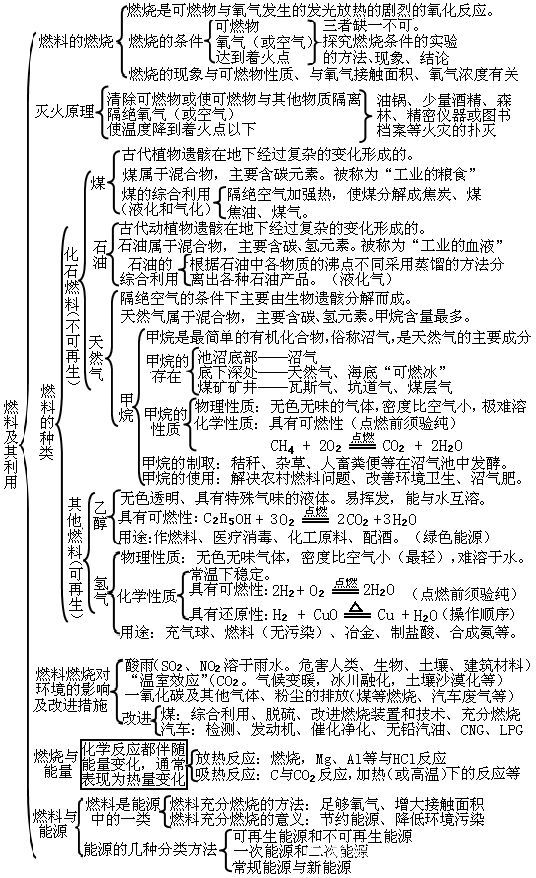 燃烧是可燃物与氧气发生的发光放热的剧烈的氧化反应。
燃料的燃烧
燃烧的条件
可燃物
氧气（或空气）
达到着火点
三者缺一不可。
探究燃烧条件的实验
的方法、现象、结论
燃烧的现象与可燃物性质、与氧气接触面积、氧气浓度有关
灭火原理
清除可燃物或使可燃物与其他物质隔离
隔绝氧气（或空气）
使温度降到着火点以下
油锅、少量酒精、森
林、精密仪器或图书
档案等火灾的扑灭
燃料及其利用
燃料的种类
化石燃料（不可再生）
煤
古代植物遗骸在地下经过复杂的变化形成的。
煤属于混合物，主要含碳元素。被称为“工业的粮食”
煤的综合利用
（液化和气化）
隔绝空气加强热，使煤分解成焦炭、煤
焦油、煤气。
石油
古代动植物遗骸在地下经过复杂的变化形成的。
石油属于混合物，主要含碳、氢元素。被称为“工业的血液”
石油的
综合利用
根据石油中各物质的沸点不同采用蒸馏的方法分
离出各种石油产品。（液化气）
天然气
隔绝空气的条件下主要由生物遗骸分解而成。
天然气属于混合物，主要含碳、氢元素。甲烷含量最多。
甲烷
甲烷是最简单的有机化合物，俗称沼气，是天然气的主要成分
甲烷的
存在
池沼底部——沼气
底下深处——天然气、海底“可燃冰”
煤矿矿井——瓦斯气、坑道气、煤层气
甲烷的
性质
物理性质：无色无味的气体，密度比空气小，极难溶
化学性质：具有可燃性（点燃前须验纯）
CH₄ + 2O₂ 点燃 CO₂ + 2H₂O
甲烷的制取：秸秆、杂草、人畜粪便等在沼气池中发酵。
甲烷的使用：解决农村燃料问题、改善环境卫生、沼气肥。
其他燃料（可再生）
乙醇
无色透明、具有特殊气味的液体。易挥发，能与水互溶。
具有可燃性：C₂H₅OH + 3O₂ 点燃 2CO₂ +3H₂O
用途：作燃料、医疗消毒、化工原料、配酒。（绿色能源）
氢气
物理性质：无色无味气体，密度比空气小（最轻），难溶于水。
化学性质
常温下稳定。
具有可燃性：2H₂+ O₂ 点燃 2H₂O （点燃前须验纯）
具有还原性：H₂ + CuO △ Cu + H₂O（操作顺序）
用途：充气球、燃料（无污染）、冶金、制盐酸、合成氨等。
燃料燃烧对
环境的影响
及改进措施
酸雨（SO₂、NO₂溶于雨水。危害人类、生物、土壤、建筑材料）
“温室效应”（CO₂。气候变暖，冰川融化，土壤沙漠化等）
一氧化碳及其他气体、粉尘的排放（煤等燃烧、汽车废气等）
改进
煤：综合利用、脱硫、改进燃烧装置和技术、充分燃烧
汽车：检测、发动机、催化净化、无铅汽油、CNG、LPG
燃烧与
能量
化学反应都伴随
能量变化，通常
表现为热量变化
放热反应：燃烧，Mg、Al等与HCl反应
吸热反应：C与CO₂反应，加热（或高温）下的反应等
燃料与
能源
燃料是能源
中的一类
燃料充分燃烧的方法：足够氧气、增大接触面积
燃料充分燃烧的意义：节约能源、降低环境污染
能源的几种分类方法
可再生能源和不可再生能源
一次能源和二次能源
常规能源与新能源